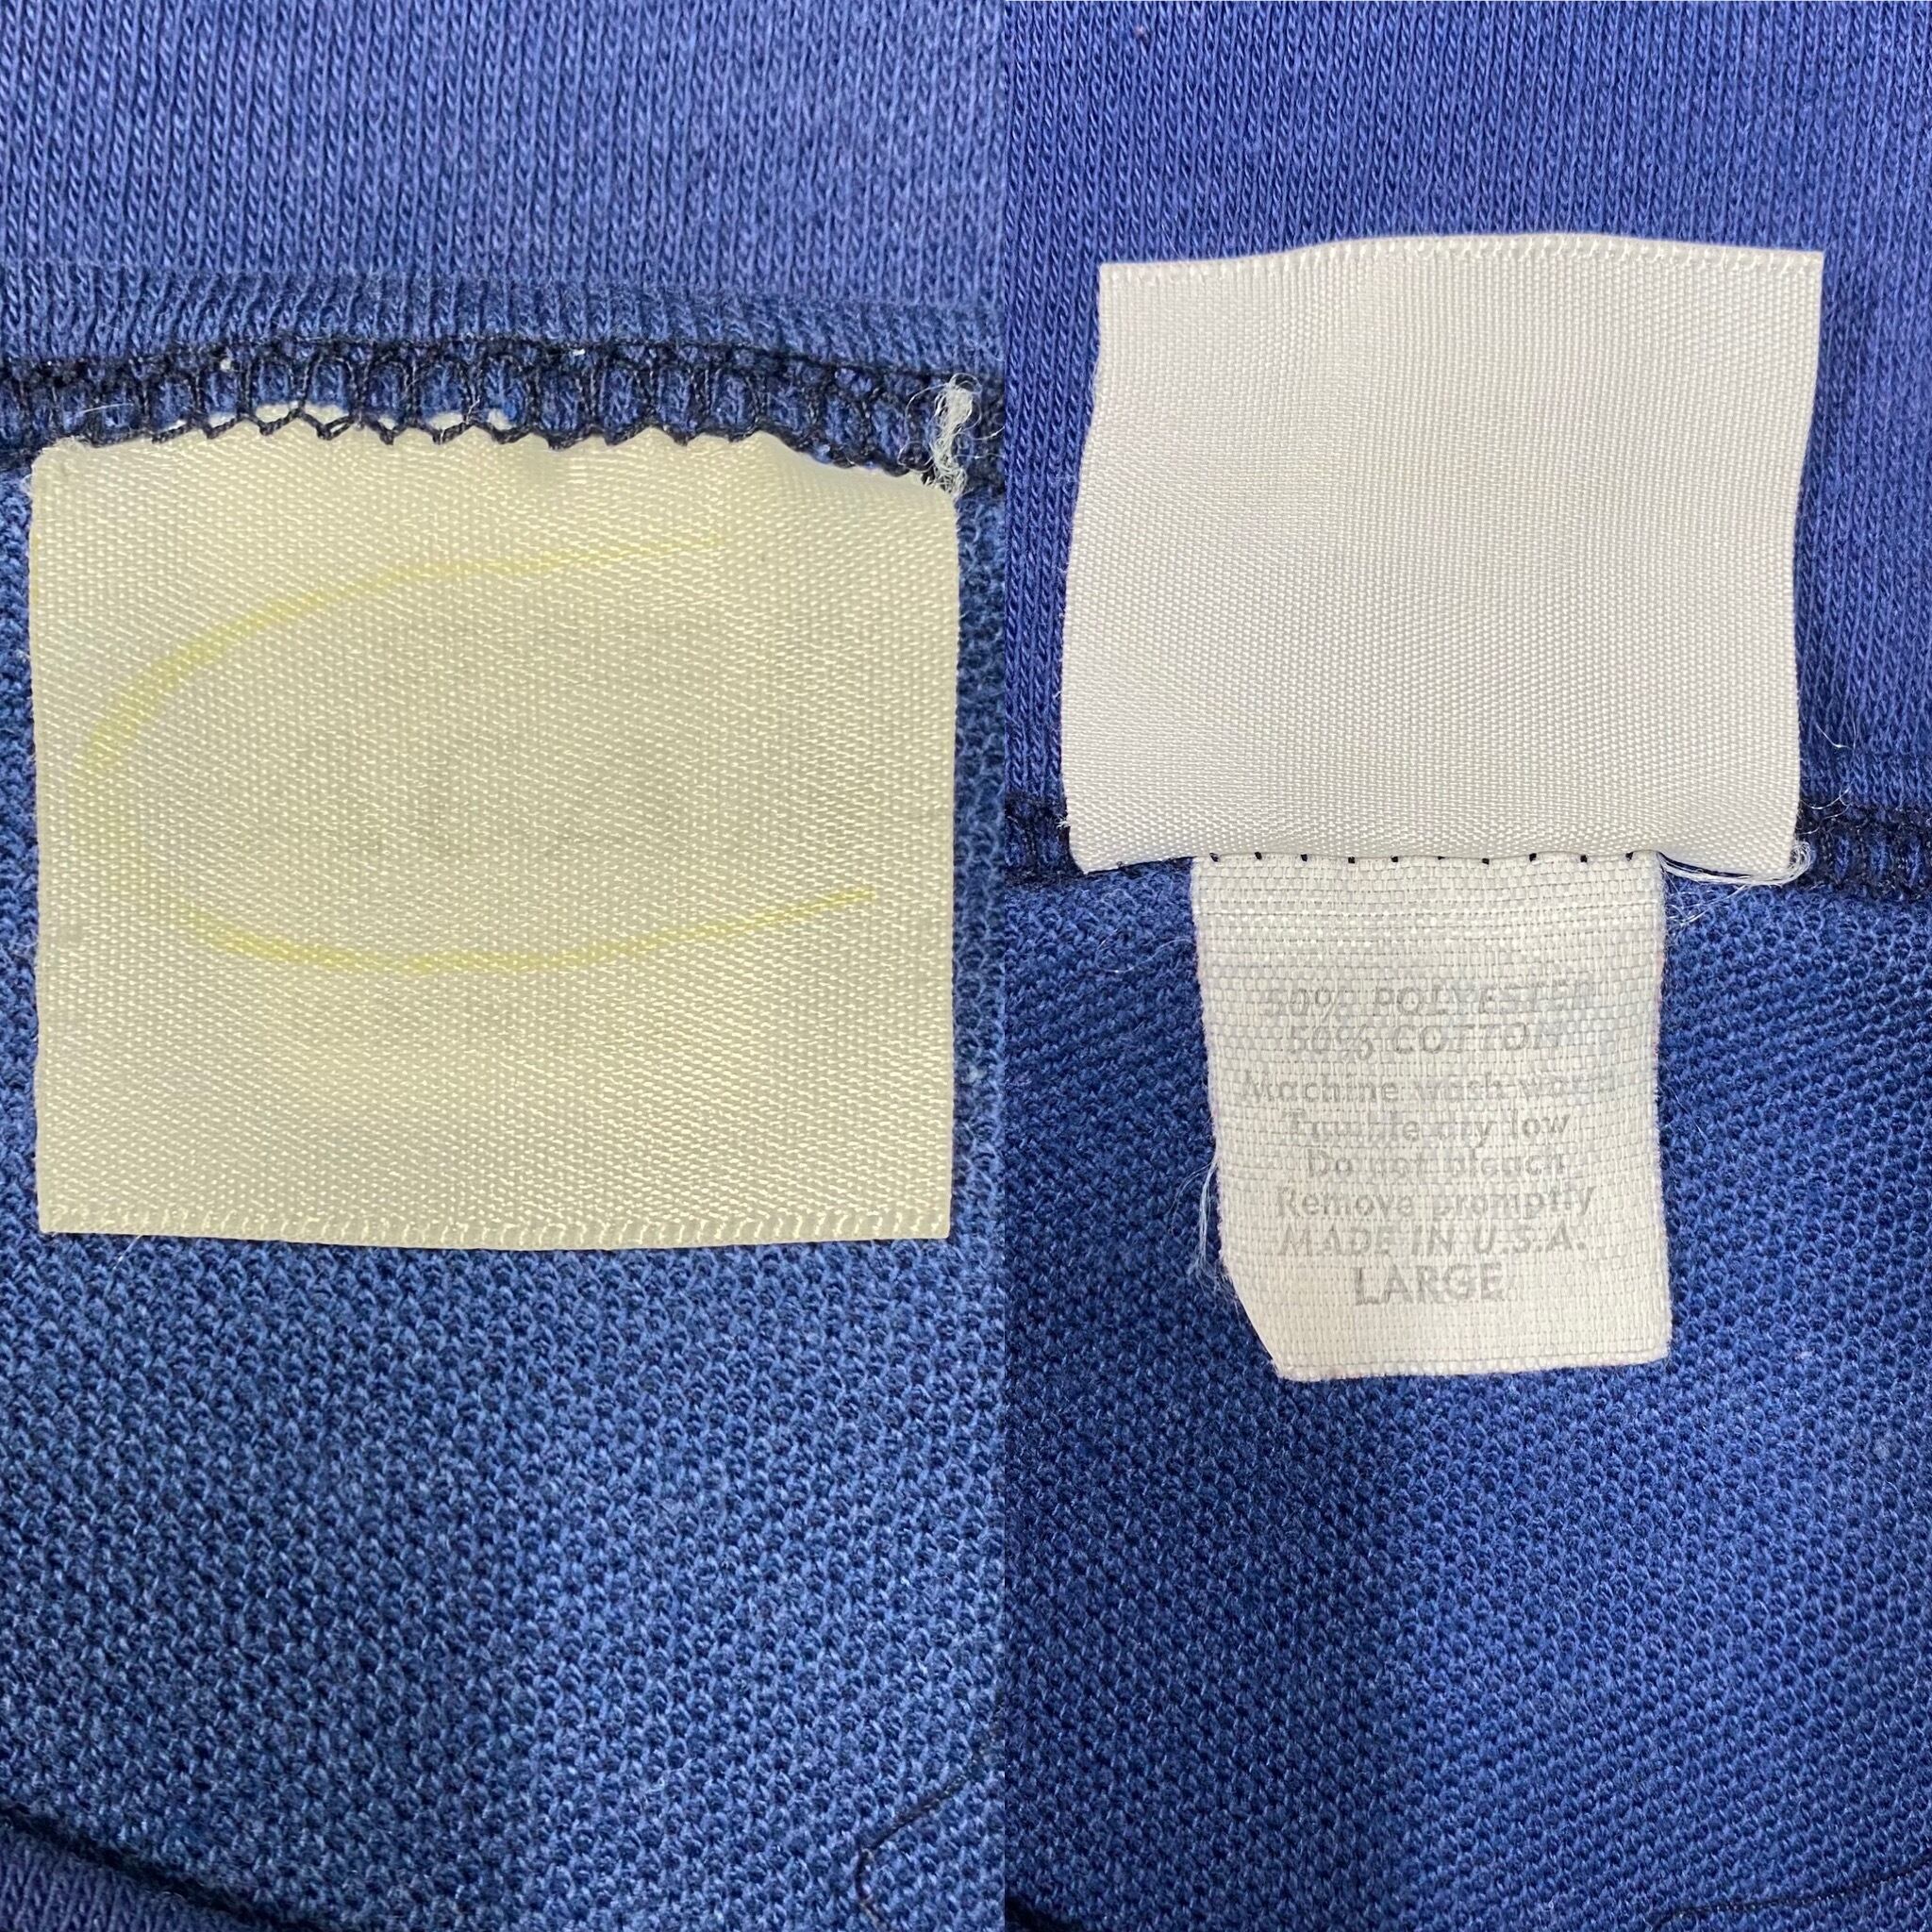 50% POLYESTER
50% COTTON
Machine wash warm
Tumble dry low
Do not bleach
Remove promptly
MADE IN U.S.A.
LARGE